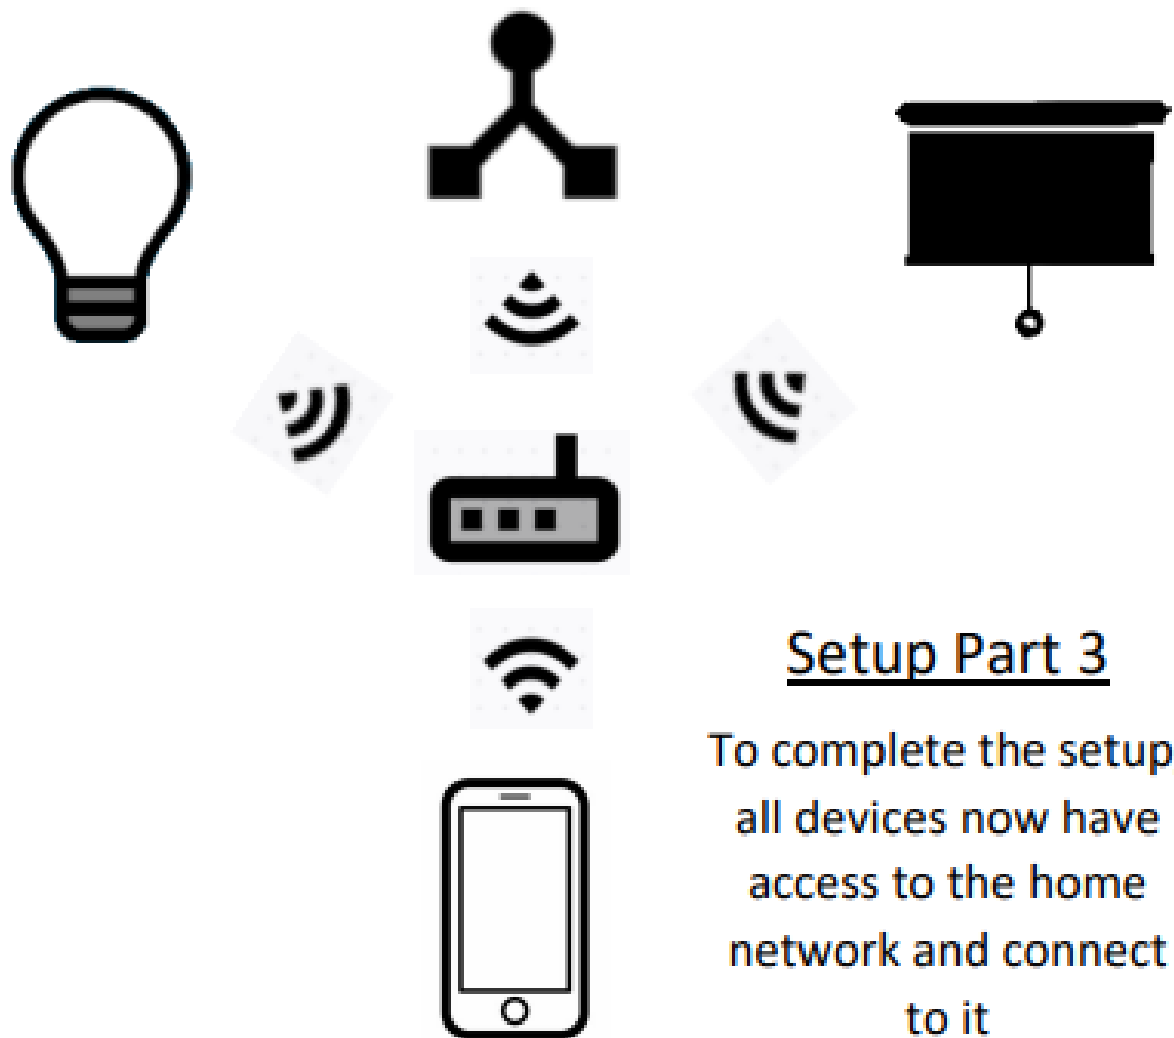 Setup Part 3
To complete the setup
all devices now have
access to the home
network and connect
to it